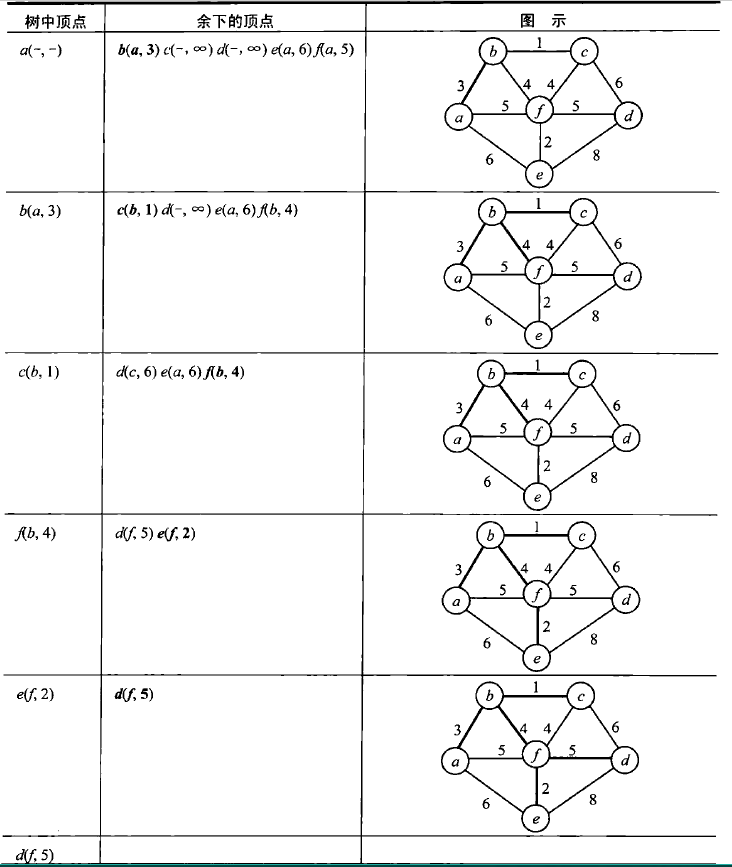 树中顶点 余下的顶点 图 示
a(-, -) b(a, 3) c(-, ∞) d(-, ∞) e(a, 6) f(a, 5)
1
b c
3 4 4 6
a 5 f 5 d
2
6 8
e
b(a, 3) c(b, 1) d(-, ∞) e(a, 6) f(b, 4)
1
b c
3 4 4 6
a 5 f 5 d
2
6 8
e
c(b, 1) d(c, 6) e(a, 6) f(b, 4)
1
b c
3 4 4 6
a 5 f 5 d
2
6 8
e
f(b, 4) d(f, 5) e(f, 2)
1
b c
3 4 4 6
a 5 f 5 d
2
6 8
e
e(f, 2) d(f, 5)
1
b c
3 4 4 6
a 5 f 5 d
2
6 8
e
d(f, 5)